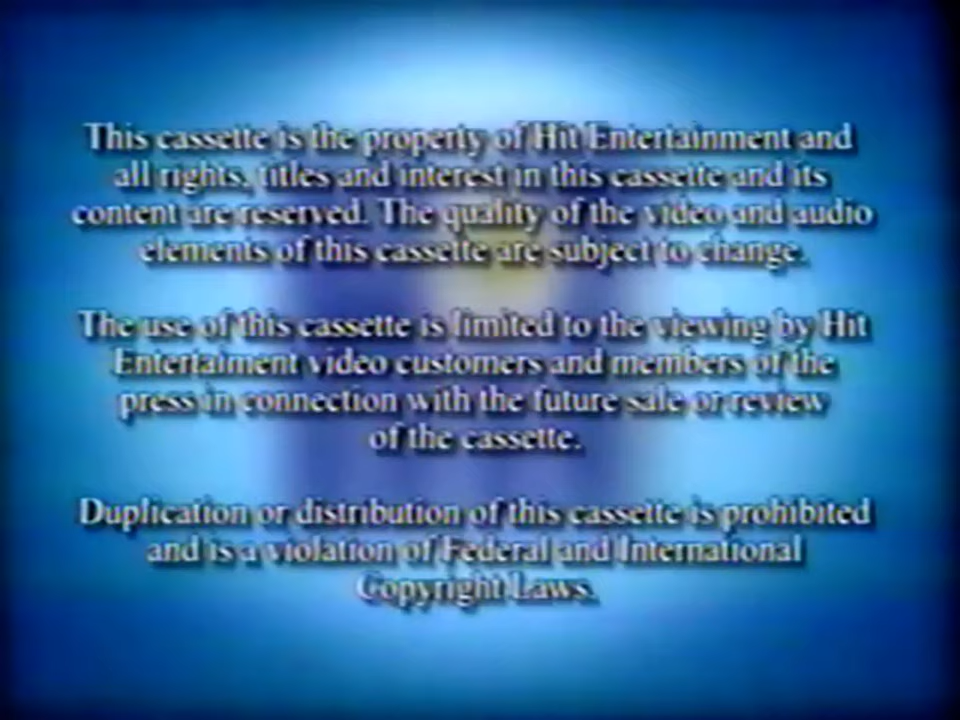 This cassette is the property of Hit Entertainment and
all rights, titles and interest in this cassette and its
content are reserved. The quality of the video and audio
elements of this cassette are subject to change.
The use of this cassette is limited to the viewing by Hit
Entertaiment video customers and members of the
press in connection with the future sale or review
of the cassette.
Duplication or distribution of this cassette is prohibited
and is a violation of Federal and International
Copyright Laws.